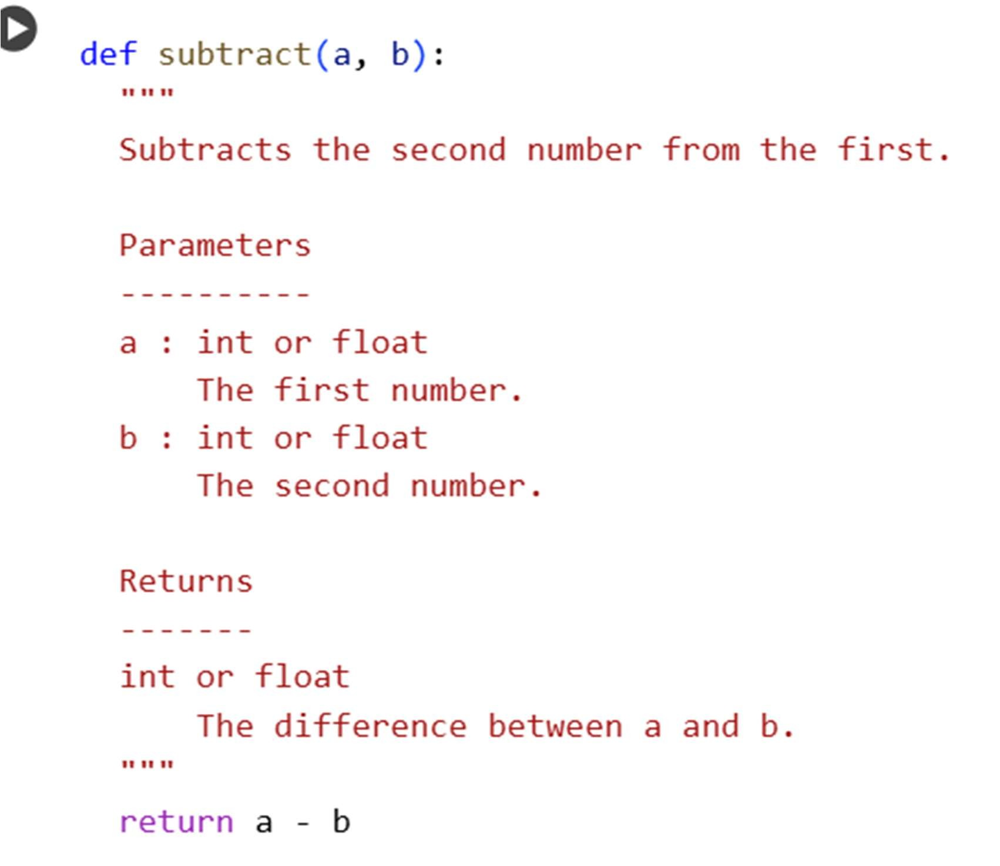 def subtract(a, b):
  """
  Subtracts the second number from the first.

  Parameters
  ----------
  a : int or float
      The first number.
  b : int or float
      The second number.

  Returns
  -------
  int or float
      The difference between a and b.
  """
  return a - b